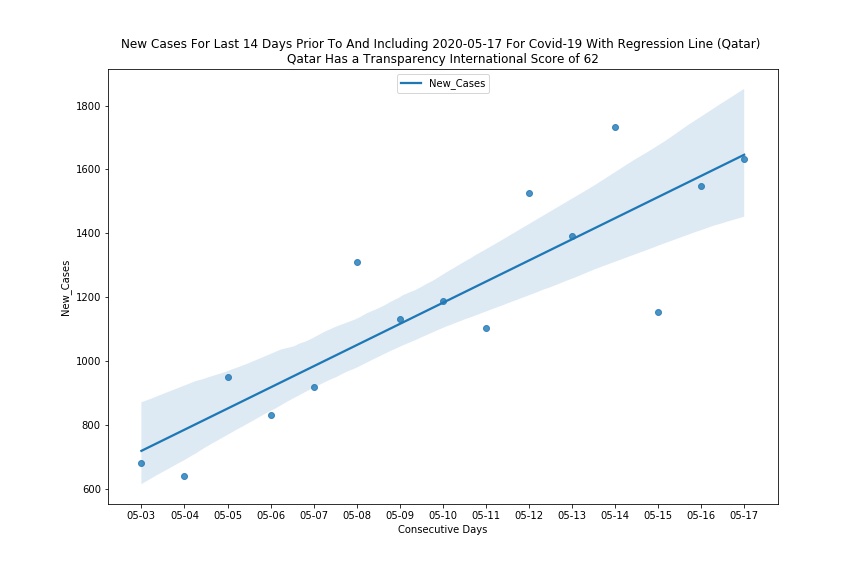 New Cases For Last 14 Days Prior To And Including 2020-05-17 For Covid-19 With Regression Line (Qatar)
Qatar Has a Transparency International Score of 62
New_Cases
1800
1600
1400
1200
1000
800
600
New_Cases
05-03 05-04 05-05 05-06 05-07 05-08 05-09 05-10 05-11 05-12 05-13 05-14 05-15 05-16 05-17
Consecutive Days